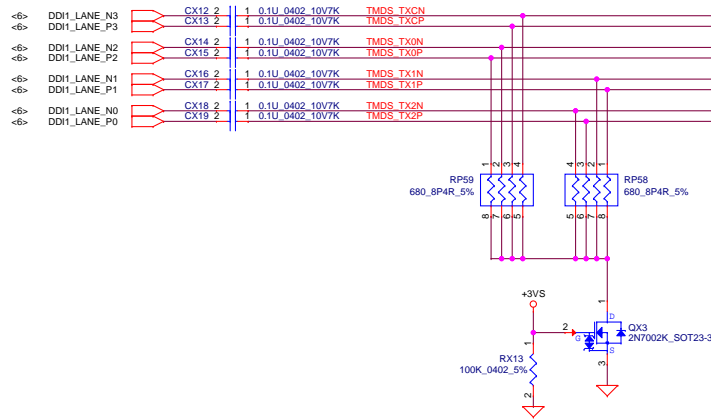 <6> DDI1_LANE_N3 CX12 2 1 0.1U_0402_10V7K TMDS_TXCN
<6> DDI1_LANE_P3 CX13 2 1 0.1U_0402_10V7K TMDS_TXCP
<6> DDI1_LANE_N2 CX14 2 1 0.1U_0402_10V7K TMDS_TX0N
<6> DDI1_LANE_P2 CX15 2 1 0.1U_0402_10V7K TMDS_TX0P
<6> DDI1_LANE_N1 CX16 2 1 0.1U_0402_10V7K TMDS_TX1N
<6> DDI1_LANE_P1 CX17 2 1 0.1U_0402_10V7K TMDS_TX1P
<6> DDI1_LANE_N0 CX18 2 1 0.1U_0402_10V7K TMDS_TX2N
<6> DDI1_LANE_P0 CX19 2 1 0.1U_0402_10V7K TMDS_TX2P
1 2 3 4 4 3 2 1
RP59 RP58
680_8P4R_5% 680_8P4R_5%
8 7 6 5 5 6 7 8
+3VS
1
D
2 QX3
G 2N7002K_SOT23-3
S
1 3
RX13
100K_0402_5%
2